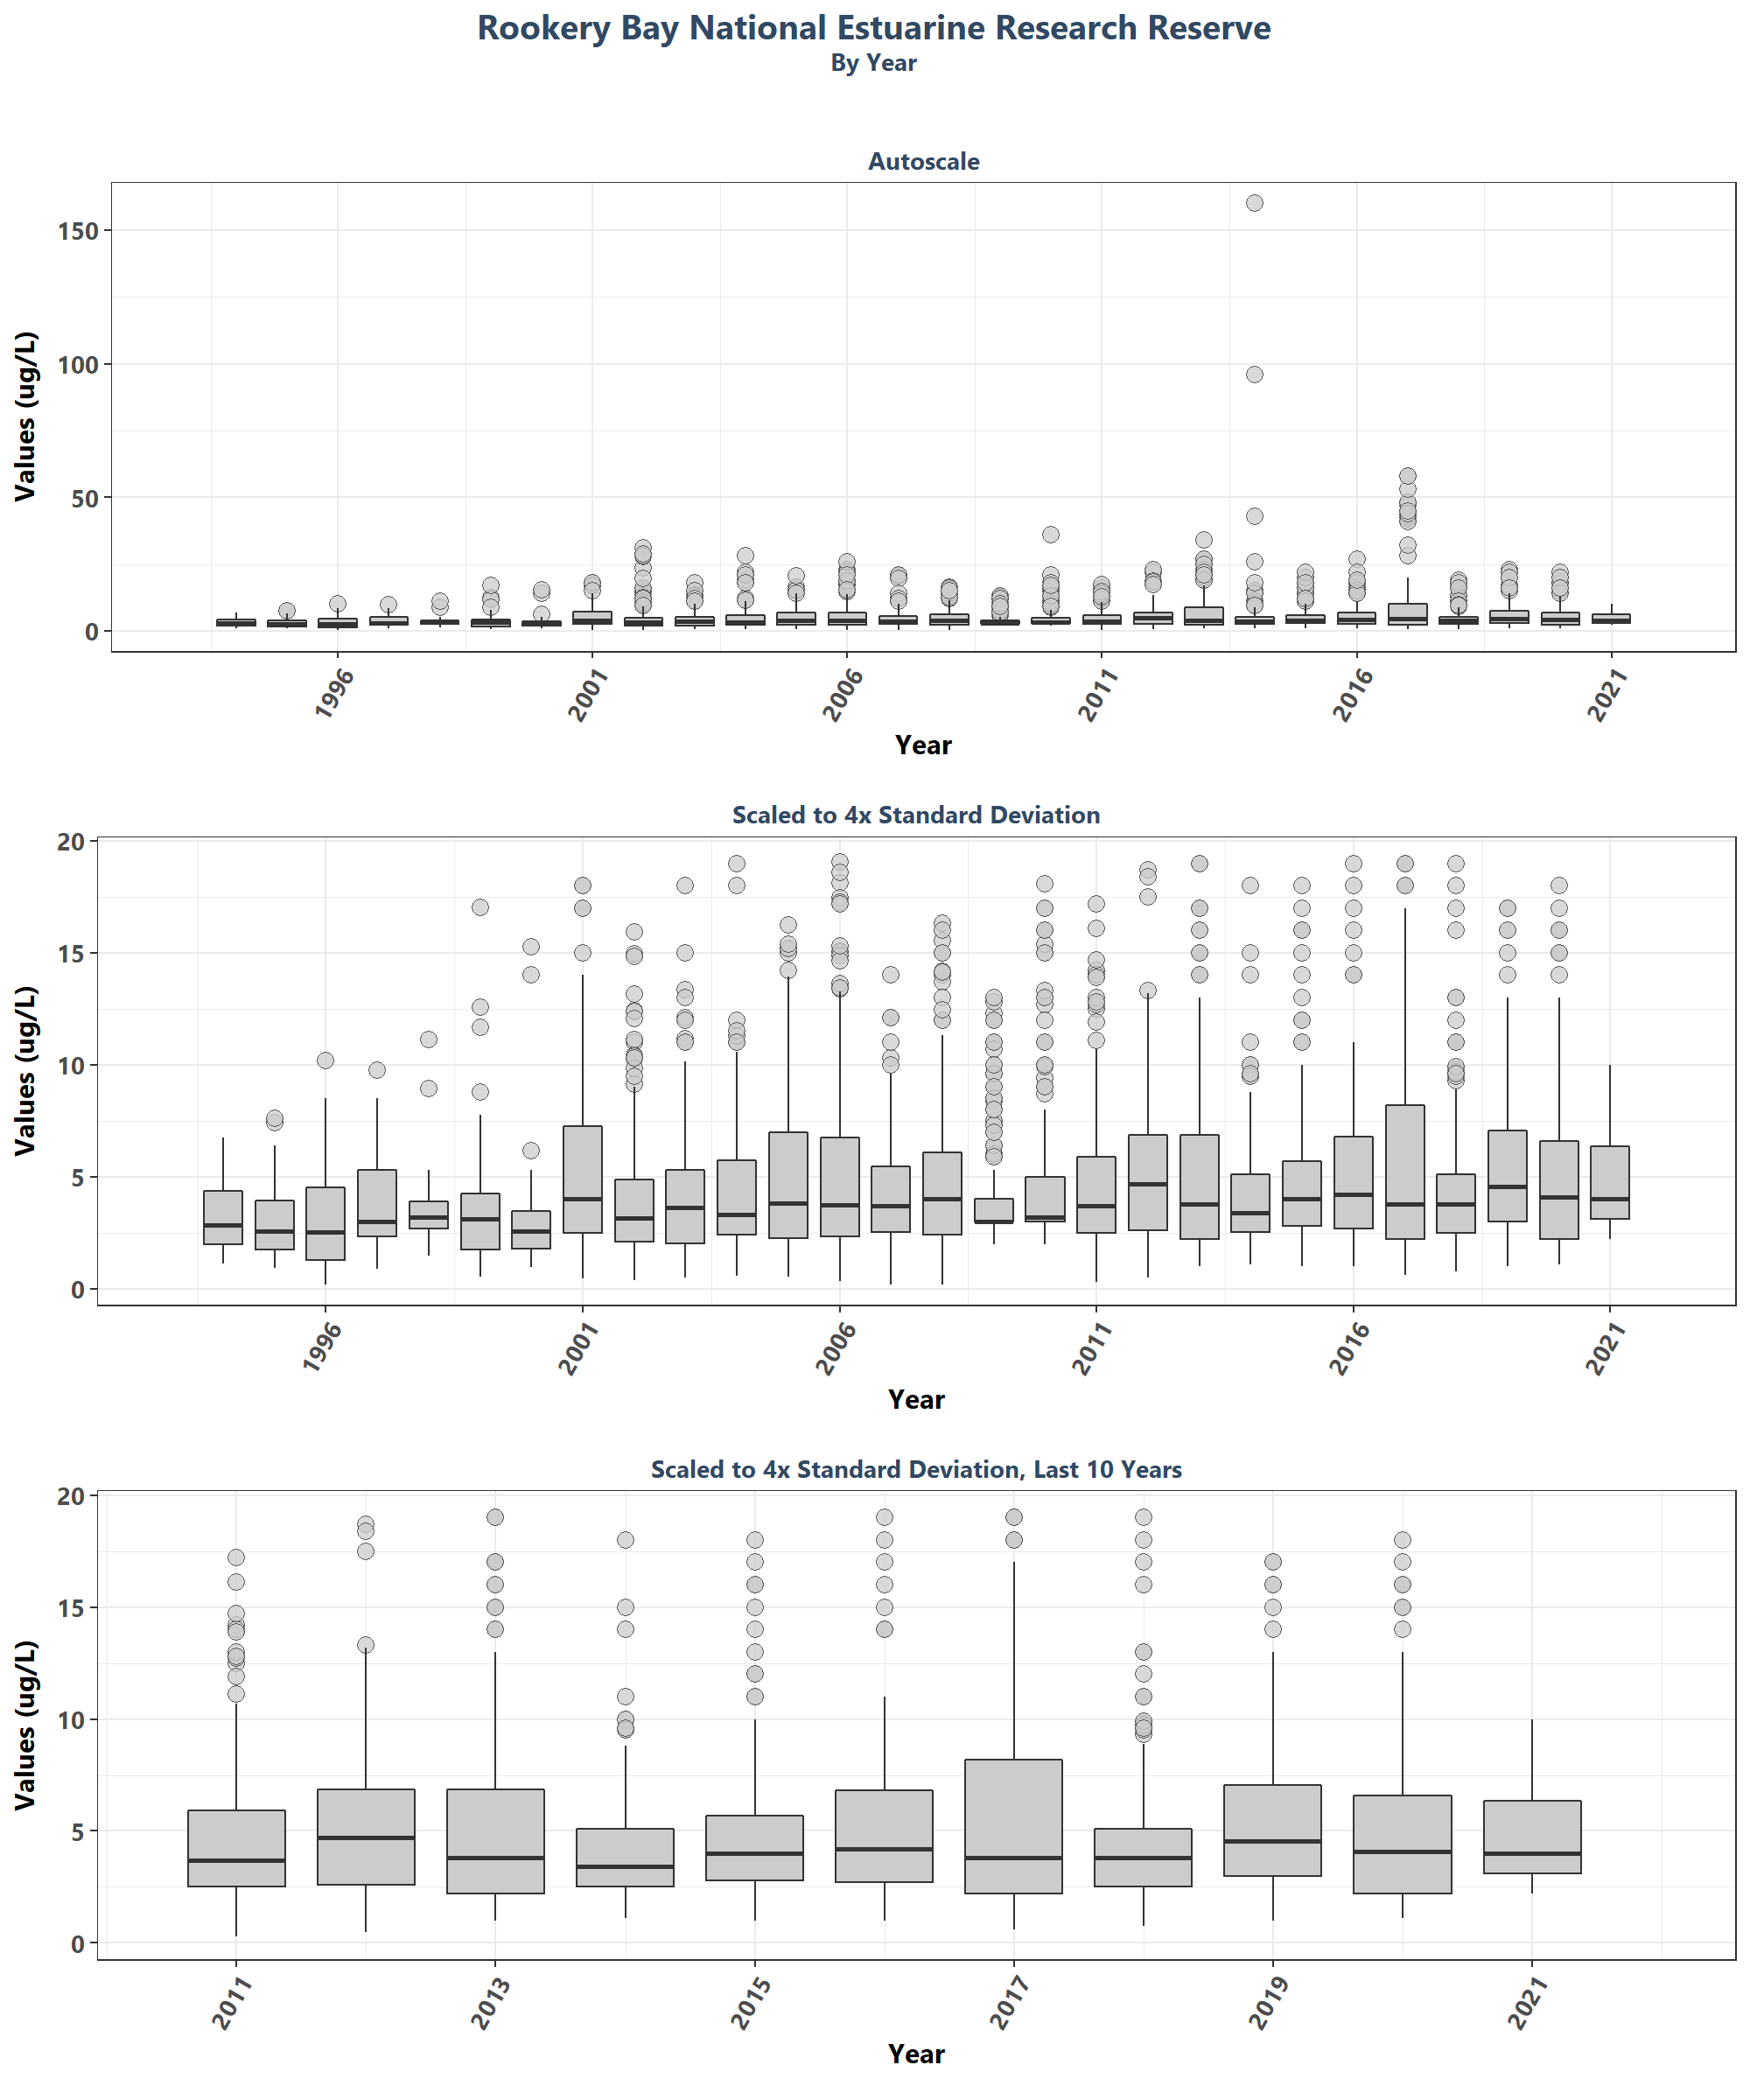 Rookery Bay National Estuarine Research Reserve
By Year
Autoscale
Values (ug/L)
150
100
50
0
1996
2001
2006
2011
2016
2021
Year
Scaled to 4x Standard Deviation
Values (ug/L)
20
15
10
5
0
1996
2001
2006
2011
2016
2021
Year
Scaled to 4x Standard Deviation, Last 10 Years
Values (ug/L)
20
15
10
5
0
2011
2013
2015
2017
2019
2021
Year